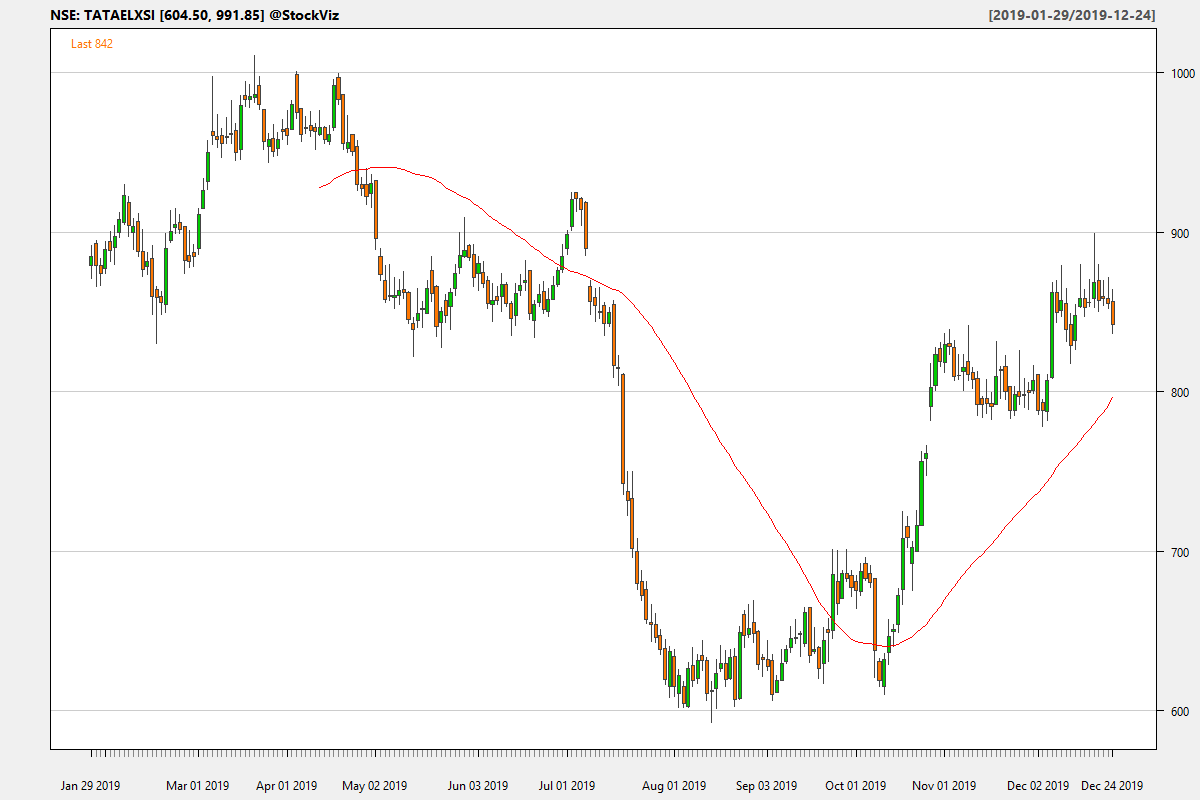 NSE: TATAELXSI [604.50, 991.85] @StockViz [2019-01-29/2019-12-24]
Last 842
1000
900
800
700
600
Jan 29 2019 Mar 01 2019 Apr 01 2019 May 02 2019 Jun 03 2019 Jul 01 2019 Aug 01 2019 Sep 03 2019 Oct 01 2019 Nov 01 2019 Dec 02 2019 Dec 24 2019